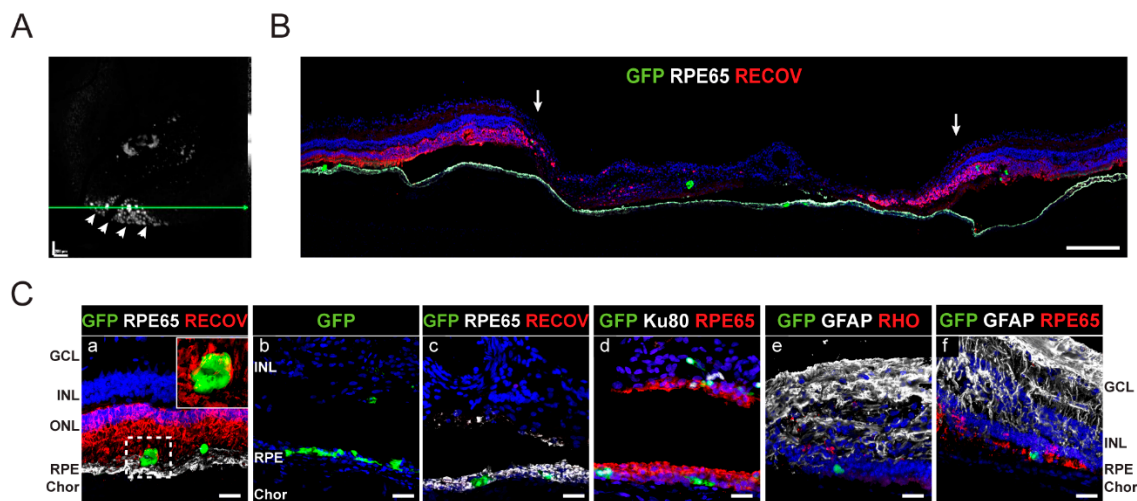 A
B
GFP RPE65 RECOV
C
GFP RPE65 RECOV
GFP
GFP RPE65 RECOV
GFP Ku80 RPE65
GFP GFAP RHO
GFP GFAP RPE65
a
b
c
d
e
f
GCL
INL
ONL
RPE
Chor
INL
RPE
Chor
GCL
INL
RPE
Chor